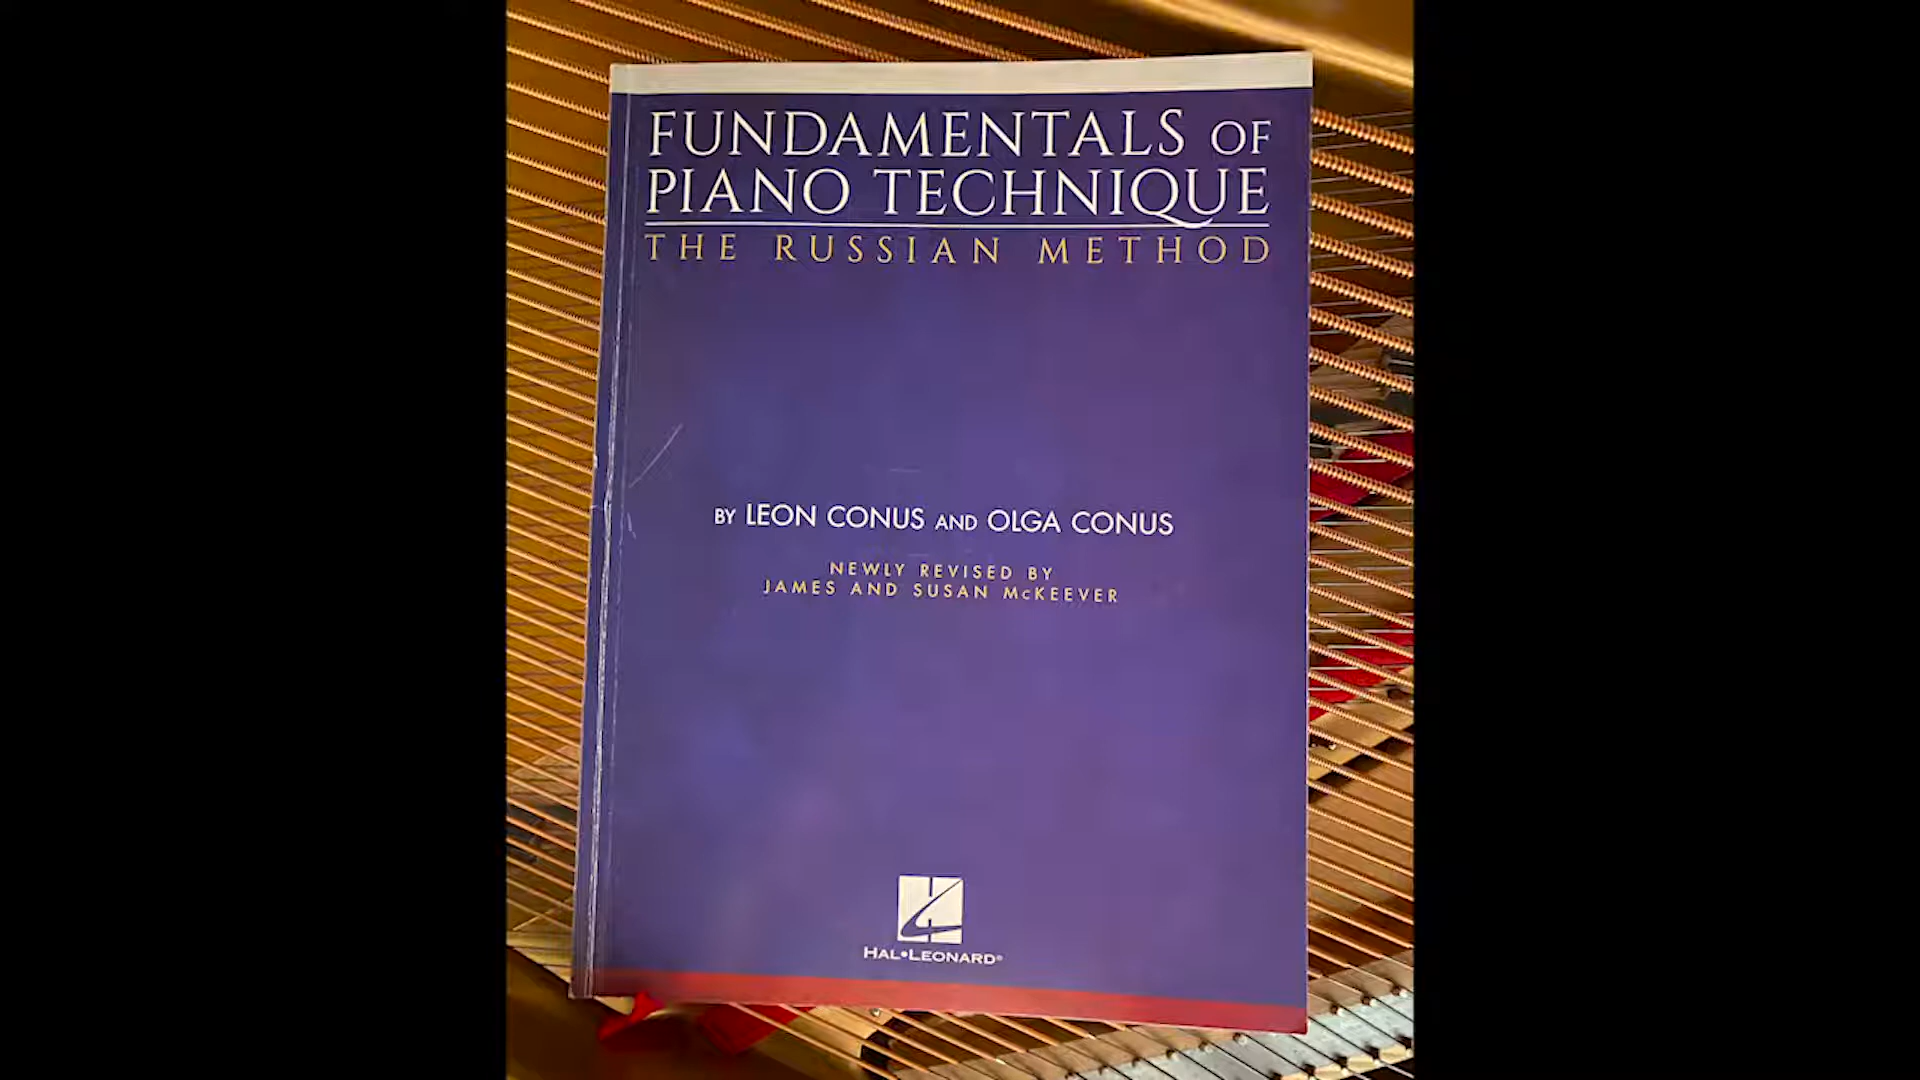 FUNDAMENTALS OF
PIANO TECHNIQUE
THE RUSSIAN METHOD
BY LEON CONUS AND OLGA CONUS
NEWLY REVISED BY
JAMES AND SUSAN McKEEVER
HAL•LEONARD®